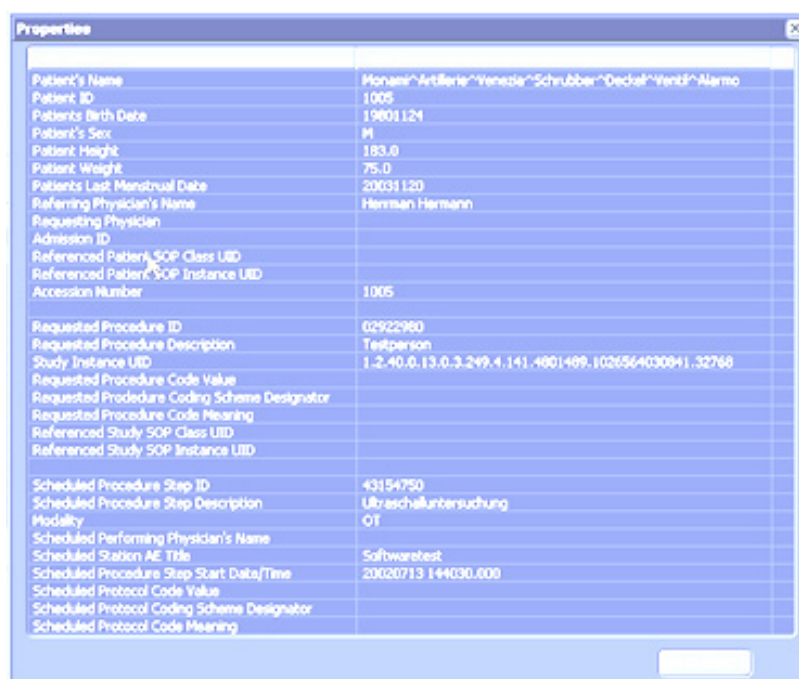 Properties
Patient's Name Monami^Artillerie^Venezia^Schrubber^Deckel^Ventil^Alarmo
Patient ID 1005
Patients Birth Date 19801124
Patient's Sex M
Patient Height 183.0
Patient Weight 75.0
Patients Last Menstrual Date 20031120
Referring Physician's Name Herrman Hermann
Requesting Physician
Admission ID
Referenced Patient SOP Class UID
Referenced Patient SOP Instance UID
Accession Number 1005
Requested Procedure ID 02922980
Requested Procedure Description Testperson
Study Instance UID 1.2.40.0.13.0.3.249.4.141.4801489.1026564030841.32768
Requested Procedure Code Value
Requested Prodedure Coding Scheme Designator
Requested Procedure Code Meaning
Referenced Study SOP Class UID
Referenced Study SOP Instance UID
Scheduled Procedure Step ID 43154750
Scheduled Procedure Step Description Ultraschalluntersuchung
Modality OT
Scheduled Performing Physician's Name
Scheduled Station AE Title Softwaretest
Scheduled Procedure Step Start Date/Time 20020713 144030.000
Scheduled Protocol Code Value
Scheduled Protocol Coding Scheme Designator
Scheduled Protocol Code Meaning